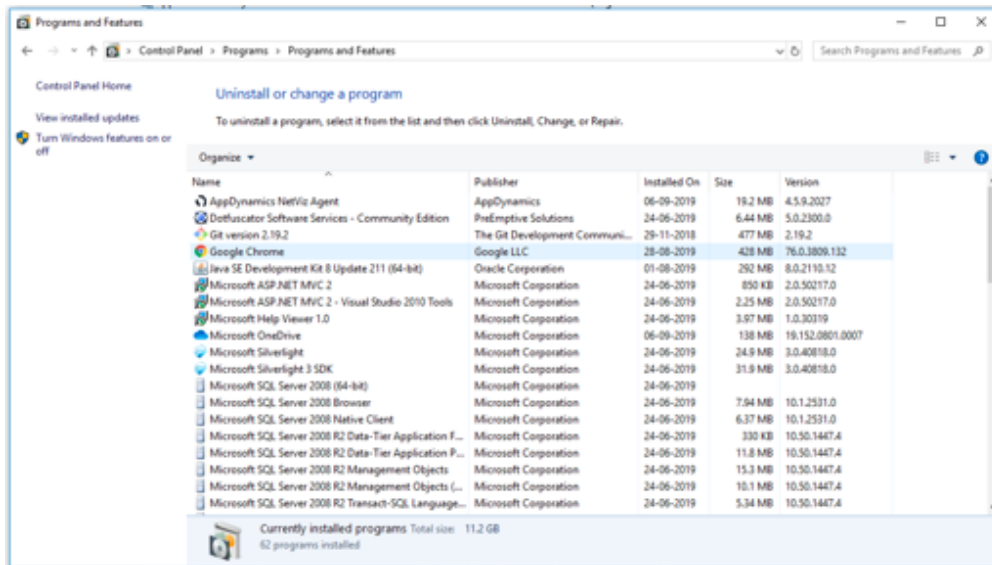 Programs and Features
Control Panel > Programs > Programs and Features
Search Programs and Features
Control Panel Home
View installed updates
Turn Windows features on or
off
Uninstall or change a program
To uninstall a program, select it from the list and then click Uninstall, Change, or Repair.
Organize
Name Publisher Installed On Size Version
AppDynamics NetViz Agent AppDynamics 06-09-2019 19.2 MB 4.5.9.2027
Dotfuscator Software Services - Community Edition PreEmptive Solutions 24-06-2019 6.44 MB 5.0.2300.0
Git version 2.19.2 The Git Development Communi... 29-11-2018 477 MB 2.19.2
Google Chrome Google LLC 28-08-2019 428 MB 76.0.3809.132
Java SE Development Kit 8 Update 211 (64-bit) Oracle Corporation 01-08-2019 292 MB 8.0.2110.12
Microsoft ASP.NET MVC 2 Microsoft Corporation 24-06-2019 850 KB 2.0.50217.0
Microsoft ASP.NET MVC 2 - Visual Studio 2010 Tools Microsoft Corporation 24-06-2019 2.25 MB 2.0.50217.0
Microsoft Help Viewer 1.0 Microsoft Corporation 24-06-2019 3.97 MB 1.0.30319
Microsoft OneDrive Microsoft Corporation 06-09-2019 138 MB 19.152.0801.0007
Microsoft Silverlight Microsoft Corporation 24-06-2019 24.9 MB 3.0.40818.0
Microsoft Silverlight 3 SDK Microsoft Corporation 24-06-2019 31.9 MB 3.0.40818.0
Microsoft SQL Server 2008 (64-bit) Microsoft Corporation 24-06-2019
Microsoft SQL Server 2008 Browser Microsoft Corporation 24-06-2019 7.94 MB 10.1.2531.0
Microsoft SQL Server 2008 Native Client Microsoft Corporation 24-06-2019 6.37 MB 10.1.2531.0
Microsoft SQL Server 2008 R2 Data-Tier Application F... Microsoft Corporation 24-06-2019 330 KB 10.50.1447.4
Microsoft SQL Server 2008 R2 Data-Tier Application P... Microsoft Corporation 24-06-2019 11.8 MB 10.50.1447.4
Microsoft SQL Server 2008 R2 Management Objects Microsoft Corporation 24-06-2019 15.3 MB 10.50.1447.4
Microsoft SQL Server 2008 R2 Management Objects (... Microsoft Corporation 24-06-2019 10.1 MB 10.50.1447.4
Microsoft SQL Server 2008 R2 Transact-SQL Language... Microsoft Corporation 24-06-2019 5.34 MB 10.50.1447.4
Currently installed programs Total size: 11.2 GB
62 programs installed